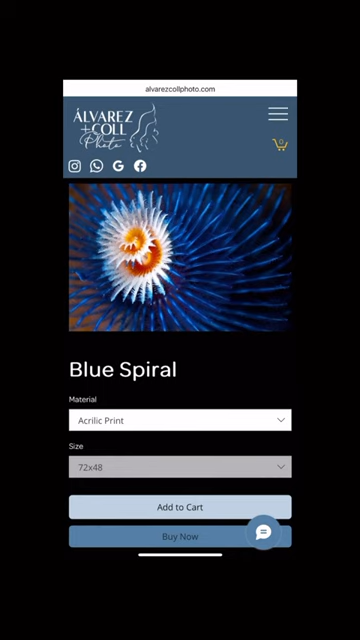 alvarezcollphoto.com
ÁLVAREZ
+COLL
Photo
0
Blue Spiral
Material
Acrilic Print
Size
72x48
Add to Cart
Buy Now